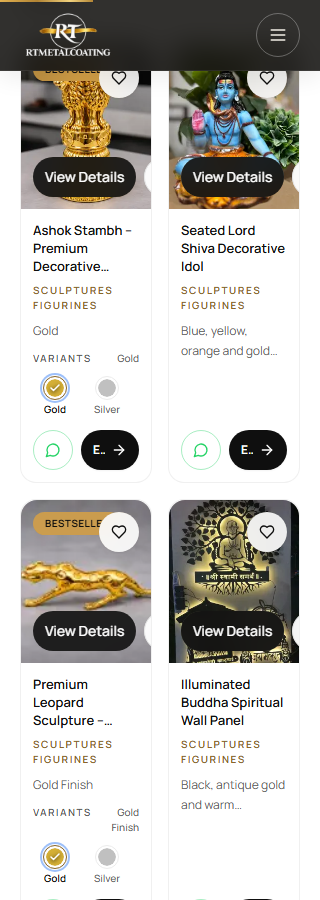 RT
RTMETALCOATING
View Details
View Details
Ashok Stambh –
Premium
Decorative…
SCULPTURES
FIGURINES
Gold
VARIANTS
Gold
Gold
Silver
E..
Seated Lord
Shiva Decorative
Idol
SCULPTURES
FIGURINES
Blue, yellow,
orange and gold…
E..
BESTSELLE
View Details
॥ श्री स्वामी समर्थ ॥
View Details
Premium
Leopard
Sculpture –…
SCULPTURES
FIGURINES
Gold Finish
VARIANTS
Gold
Finish
Gold
Silver
Illuminated
Buddha Spiritual
Wall Panel
SCULPTURES
FIGURINES
Black, antique gold
and warm…